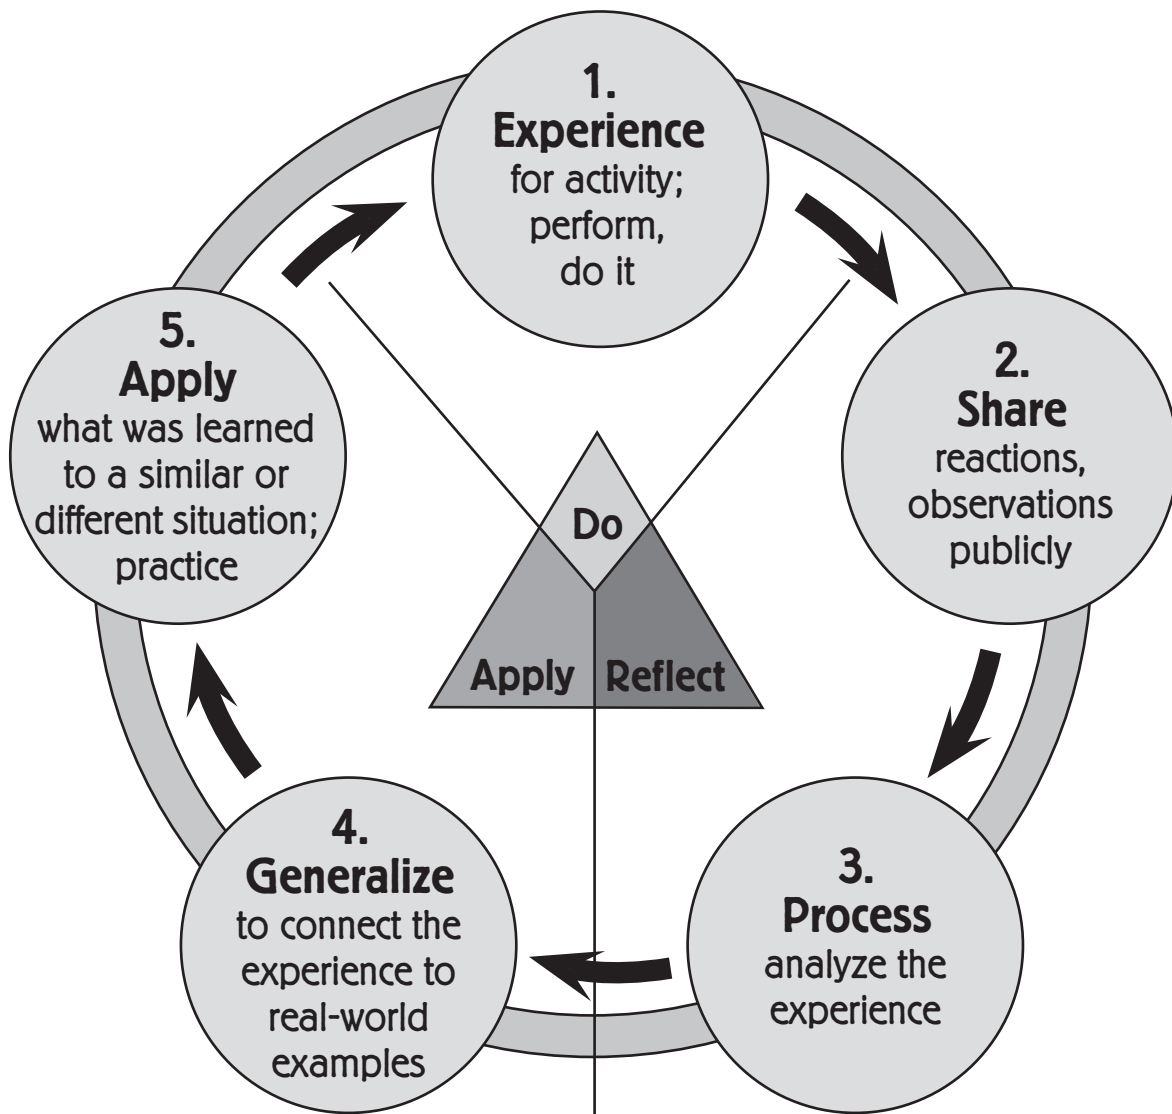 1.
Experience
for activity;
perform,
do it
2.
Share
reactions,
observations
publicly
3.
Process
analyze the
experience
4.
Generalize
to connect the
experience to
real-world
examples
5.
Apply
what was learned
to a similar or
different situation;
practice
Do
Apply
Reflect